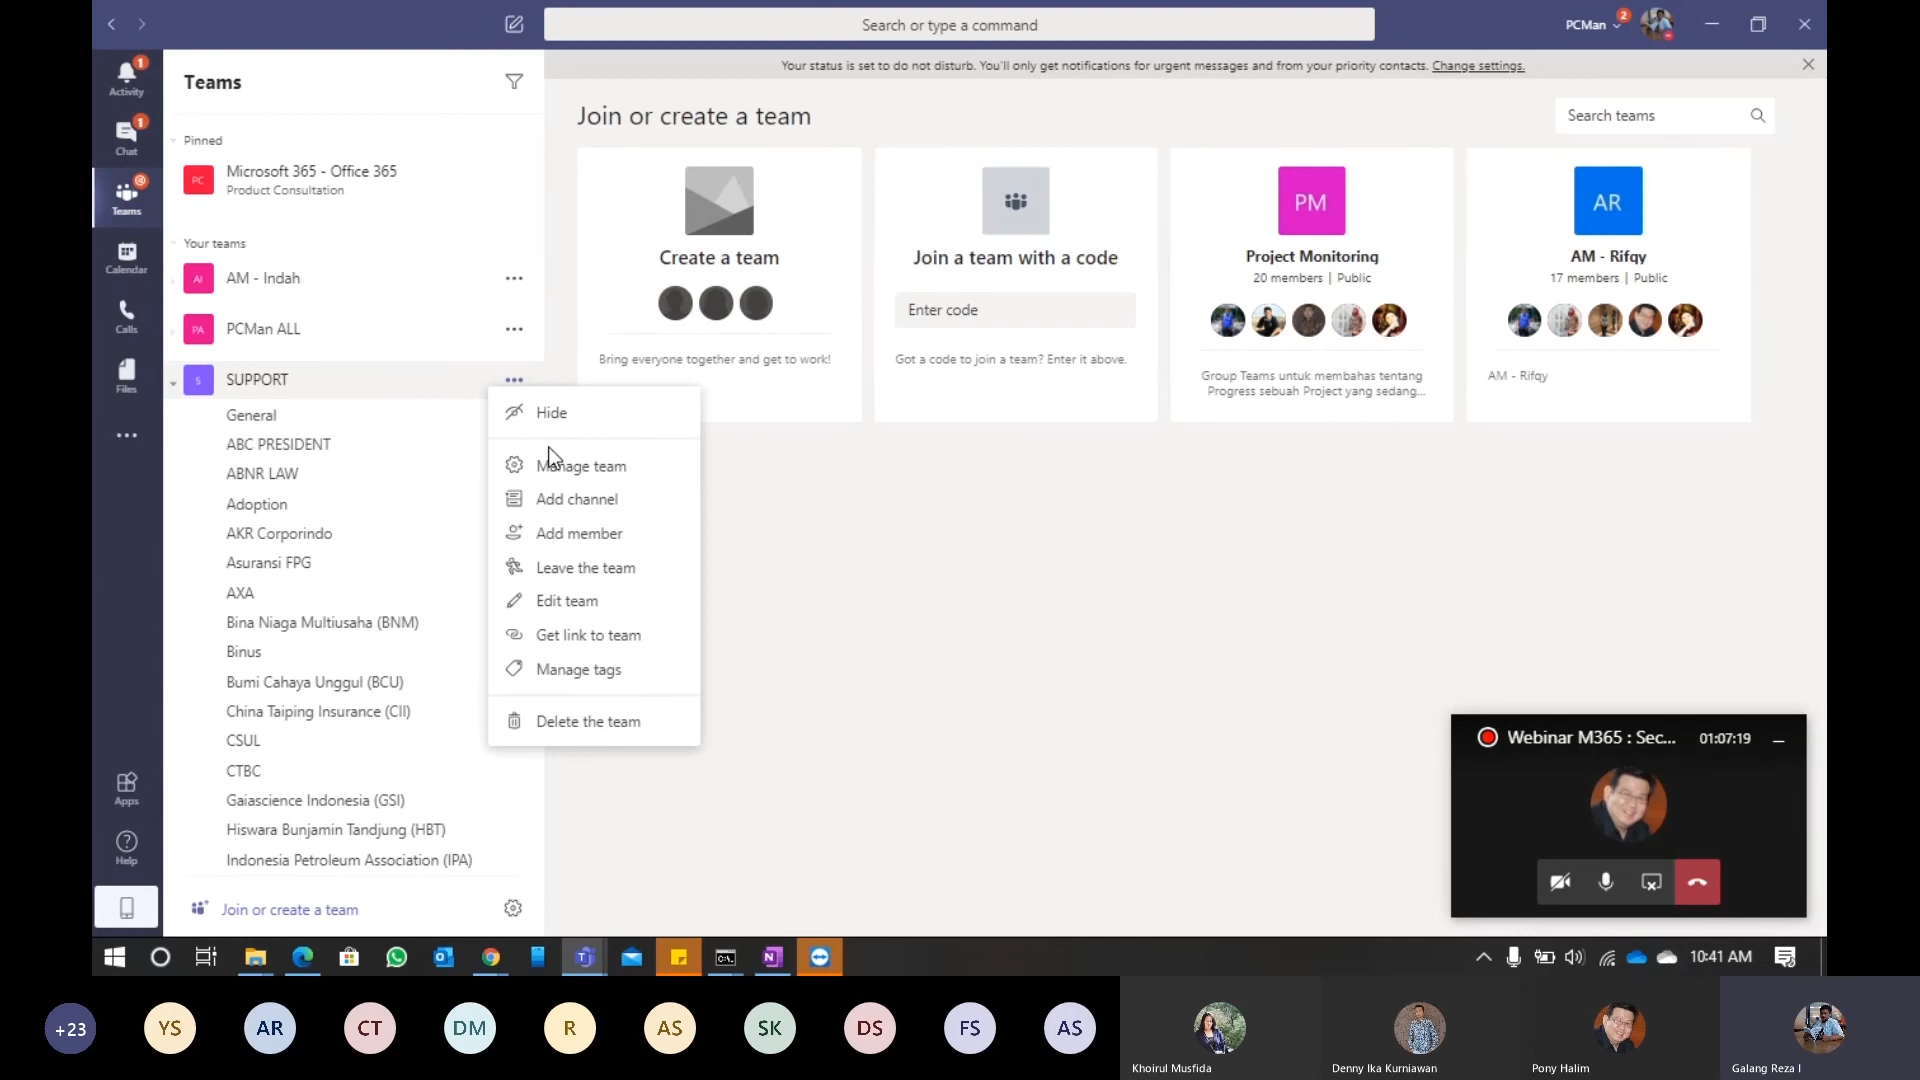 Search or type a command
PCMan
2
Activity
1
Chat
1
Teams
@
Calendar
Calls
Files
Apps
Help
Teams
Pinned
PC
Microsoft 365 - Office 365
Product Consultation
Your teams
AI
AM - Indah
PA
PCMan ALL
S
SUPPORT
General
ABC PRESIDENT
ABNR LAW
Adoption
AKR Corporindo
Asuransi FPG
AXA
Bina Niaga Multiusaha (BNM)
Binus
Bumi Cahaya Unggul (BCU)
China Taiping Insurance (CII)
CSUL
CTBC
Gaiascience Indonesia (GSI)
Hiswara Bunjamin Tandjung (HBT)
Indonesia Petroleum Association (IPA)
Join or create a team
Hide
Manage team
Add channel
Add member
Leave the team
Edit team
Get link to team
Manage tags
Delete the team
Your status is set to do not disturb. You'll only get notifications for urgent messages and from your priority contacts. Change settings.
Join or create a team
Search teams
Create a team
Bring everyone together and get to work!
Join a team with a code
Enter code
Got a code to join a team? Enter it above.
PM
Project Monitoring
20 members | Public
Group Teams untuk membahas tentang
Progress sebuah Project yang sedang...
AR
AM - Rifqy
17 members | Public
AM - Rifqy
Webinar M365 : Sec...
01:07:19
10:41 AM
+23
YS
AR
CT
DM
R
AS
SK
DS
FS
AS
Khoirul Musfida
Denny Ika Kurniawan
Pony Halim
Galang Reza I